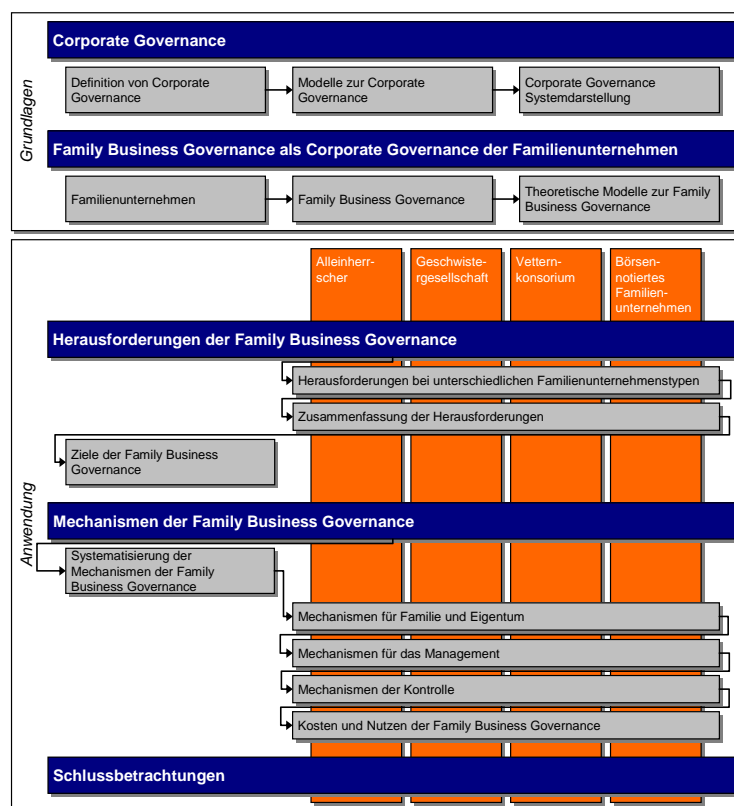 Corporate Governance
Grundlagen
Definition von Corporate
Governance
Modelle zur Corporate
Governance
Corporate Governance
Systemdarstellung
Family Business Governance als Corporate Governance der Familienunternehmen
Familienunternehmen
Family Business Governance
Theoretische Modelle zur Family
Business Governance
Anwendung
Alleinherr-
scher
Geschwiste-
rgesellschaft
Vettern-
konsorium
Börsen-
notiertes
Familien-
unternehmen
Herausforderungen der Family Business Governance
Herausforderungen bei unterschiedlichen Familienunternehmenstypen
Zusammenfassung der Herausforderungen
Ziele der Family Business
Governance
Mechanismen der Family Business Governance
Systematisierung der
Mechanismen der Family
Business Governance
Mechanismen für Familie und Eigentum
Mechanismen für das Management
Mechanismen der Kontrolle
Kosten und Nutzen der Family Business Governance
Schlussbetrachtungen